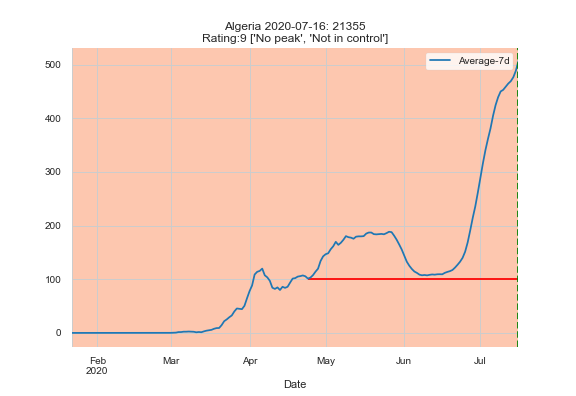 Algeria 2020-07-16: 21355
Rating:9 ['No peak', 'Not in control']
Average-7d
500
400
300
200
100
0
Feb
2020
Mar
Apr
May
Jun
Jul
Date